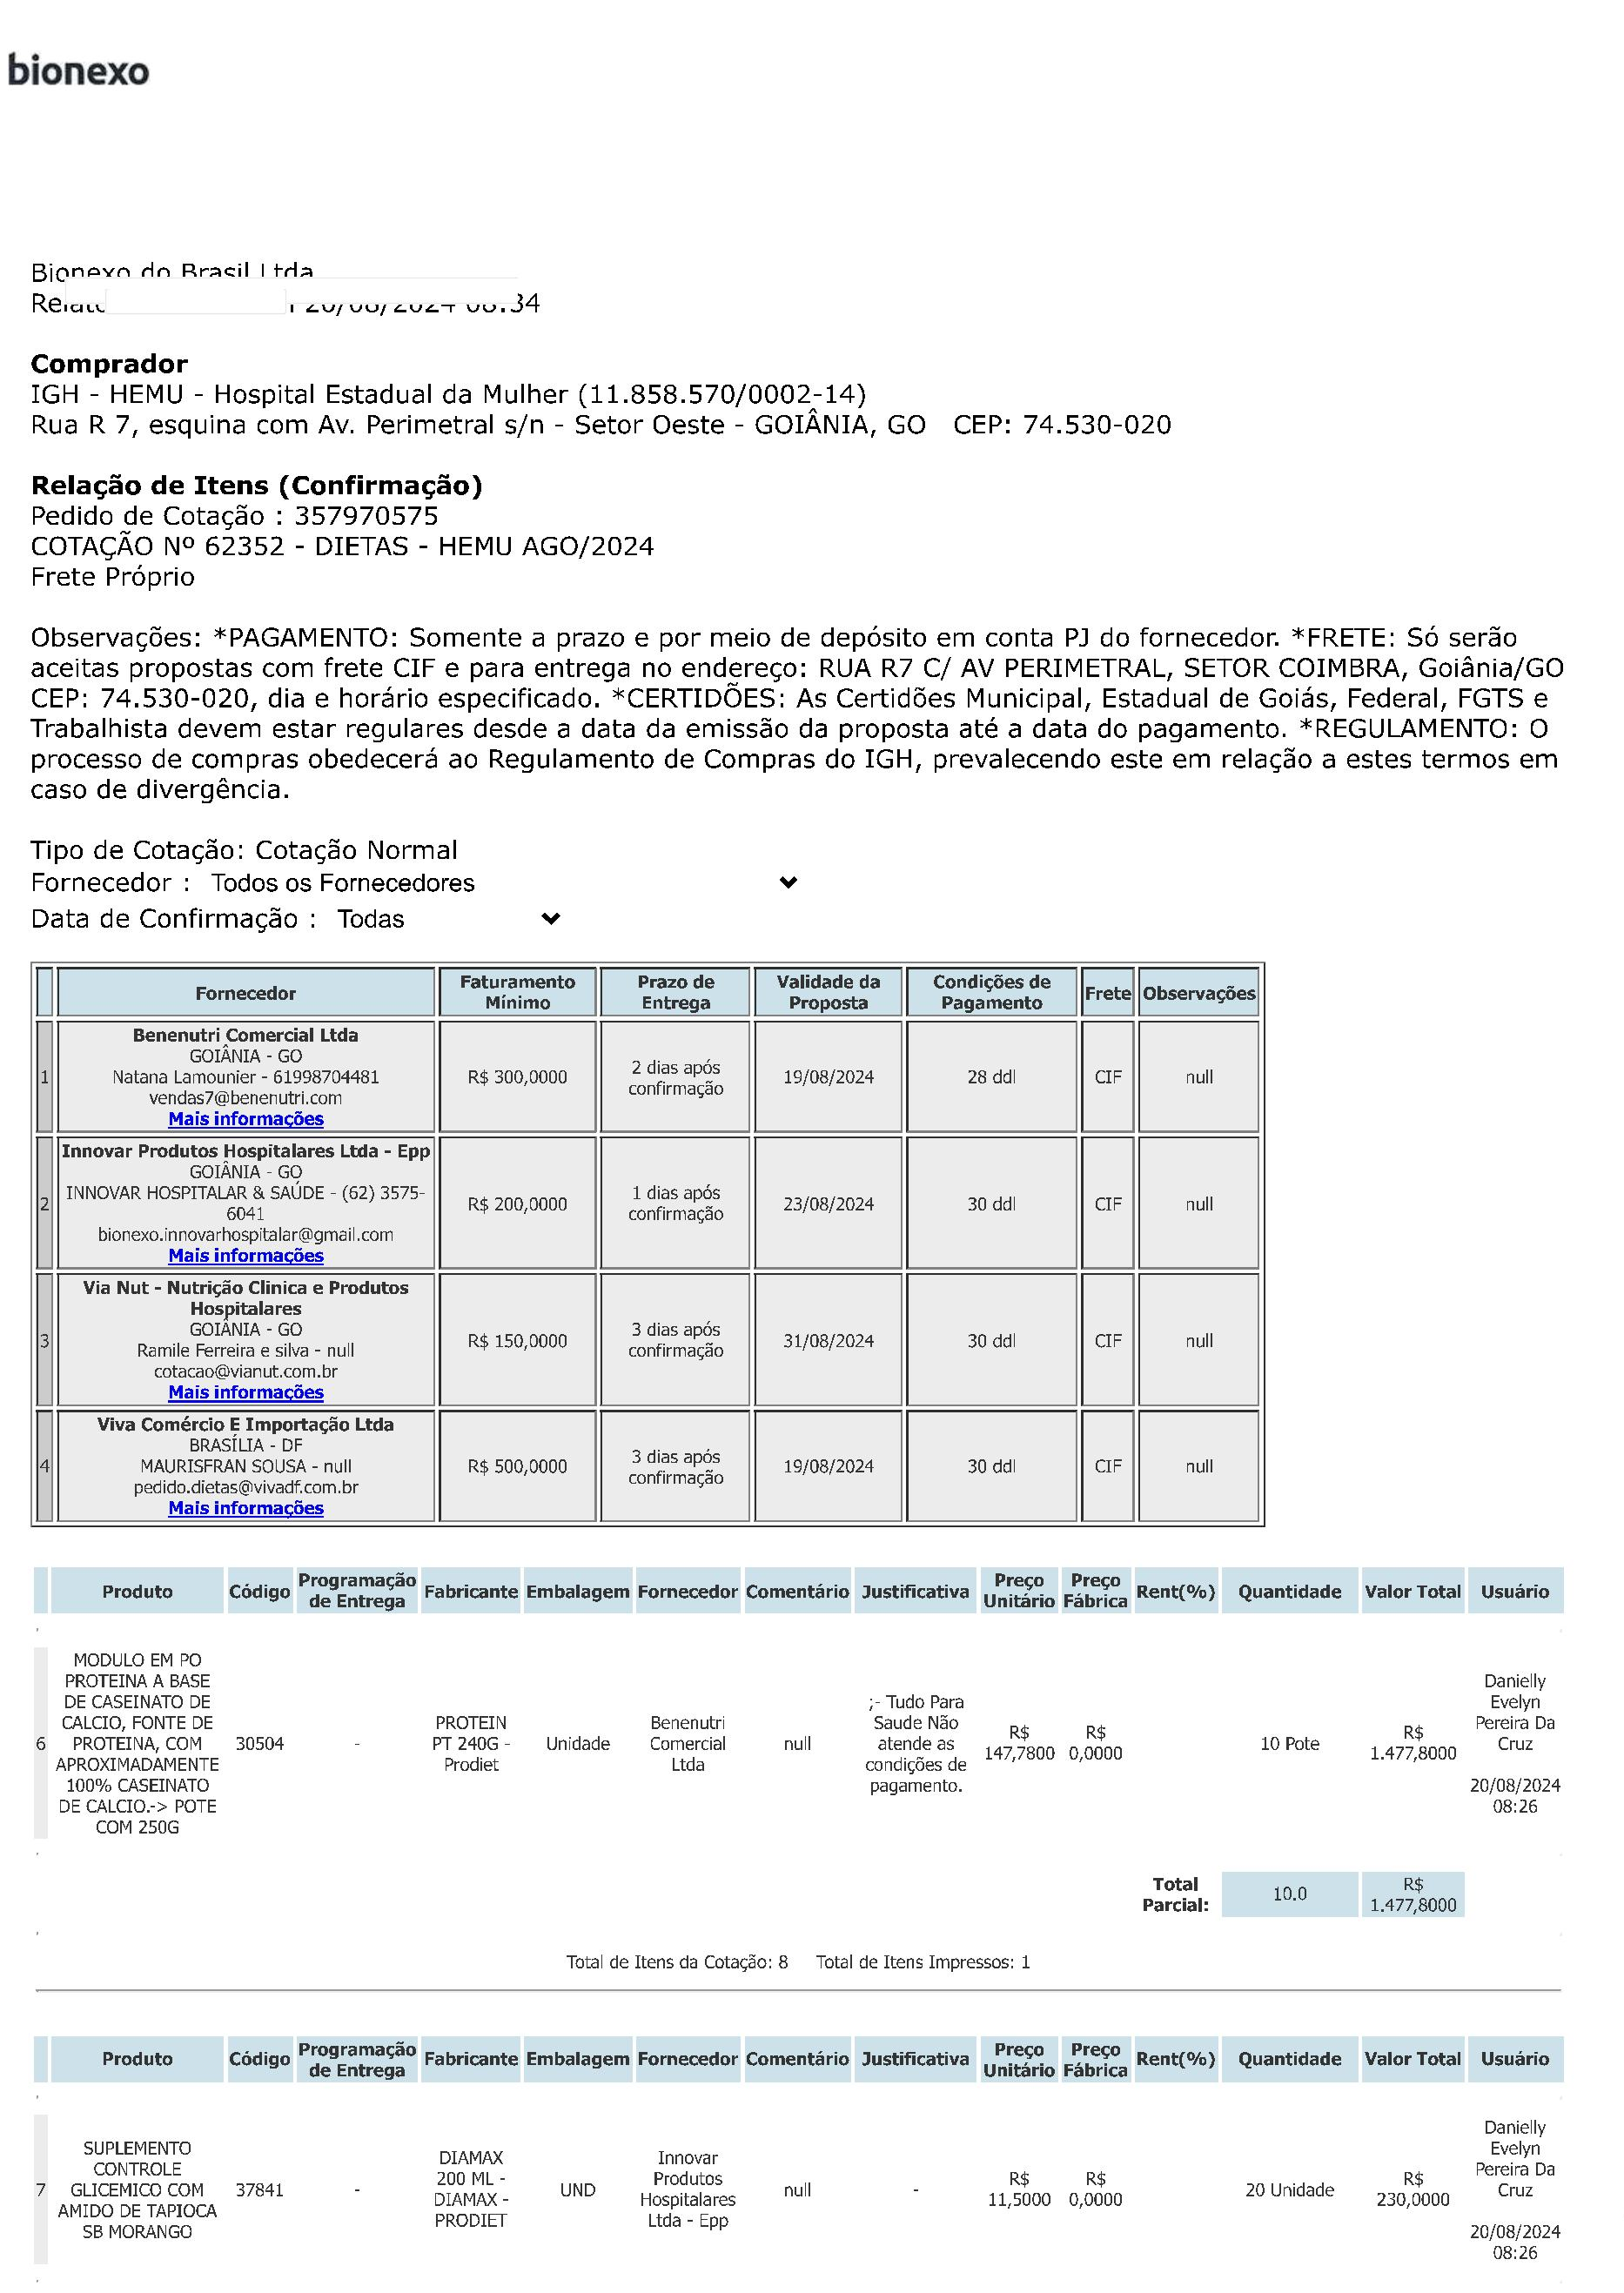 bionexo
Bionexo do Brasil Ltda
20/08/2024 08:34
Comprador
IGH - HEMU - Hospital Estadual da Mulher (11.858.570/0002-14)
Rua R 7, esquina com Av. Perimetral s/n - Setor Oeste - GOIÂNIA, GO CEP: 74.530-020
Relação de Itens (Confirmação)
Pedido de Cotação : 357970575
COTAÇÃO Nº 62352 - DIETAS - HEMU AGO/2024
Frete Próprio
Observações: *PAGAMENTO: Somente a prazo e por meio de depósito em conta PJ do fornecedor. *FRETE: Só serão
aceitas propostas com frete CIF e para entrega no endereço: RUA R7 C/ AV PERIMETRAL, SETOR COIMBRA, Goiânia/GO
CEP: 74.530-020, dia e horário especificado. *CERTIDÕES: As Certidões Municipal, Estadual de Goiás, Federal, FGTS e
Trabalhista devem estar regulares desde a data da emissão da proposta até a data do pagamento. *REGULAMENTO: O
processo de compras obedecerá ao Regulamento de Compras do IGH, prevalecendo este em relação a estes termos em
caso de divergência.
Tipo de Cotação: Cotação Normal
Fornecedor : Todos os Fornecedores
Data de Confirmação : Todas
Fornecedor
Faturamento
Mínimo
Prazo de
Entrega
Validade da
Proposta
Condições de
Pagamento
Frete
Observações
1
Benenutri Comercial Ltda
GOIÂNIA - GO
Natana Lamounier - 61998704481
vendas7@benenutri.com
Mais informações
R$ 300,0000
2 dias após
confirmação
19/08/2024
28 ddl
CIF
null
2
Innovar Produtos Hospitalares Ltda - Epp
GOIÂNIA - GO
INNOVAR HOSPITALAR & SAÚDE - (62) 3575-
6041
bionexo.innovarhospitalar@gmail.com
Mais informações
R$ 200,0000
1 dias após
confirmação
23/08/2024
30 ddl
CIF
null
3
Via Nut - Nutrição Clinica e Produtos
Hospitalares
GOIÂNIA - GO
Ramile Ferreira e silva - null
cotacao@vianut.com.br
Mais informações
R$ 150,0000
3 dias após
confirmação
31/08/2024
30 ddl
CIF
null
4
Viva Comércio E Importação Ltda
BRASÍLIA - DF
MAURISFRAN SOUSA - null
pedido.dietas@vivadf.com.br
Mais informações
R$ 500,0000
3 dias após
confirmação
19/08/2024
30 ddl
CIF
null
Produto
Código
Programação
de Entrega
Fabricante
Embalagem
Fornecedor
Comentário
Justificativa
Preço
Unitário
Preço
Fábrica
Rent(%)
Quantidade
Valor Total
Usuário
6
MODULO EM PO
PROTEINA A BASE
DE CASEINATO DE
CALCIO, FONTE DE
PROTEINA, COM
APROXIMADAMENTE
100% CASEINATO
DE CALCIO.-> POTE
COM 250G
30504
-
PROTEIN
PT 240G -
Prodiet
Unidade
Benenutri
Comercial
Ltda
null
;- Tudo Para
Saude Não
atende as
condições de
pagamento.
R$
147,7800
R$
0,0000
10 Pote
R$
1.477,8000
Danielly
Evelyn
Pereira Da
Cruz
20/08/2024
08:26
Total
Parcial:
10.0
R$
1.477,8000
Total de Itens da Cotação: 8 Total de Itens Impressos: 1
Produto
Código
Programação
de Entrega
Fabricante
Embalagem
Fornecedor
Comentário
Justificativa
Preço
Unitário
Preço
Fábrica
Rent(%)
Quantidade
Valor Total
Usuário
7
SUPLEMENTO
CONTROLE
GLICEMICO COM
AMIDO DE TAPIOCA
SB MORANGO
37841
-
DIAMAX
200 ML -
DIAMAX -
PRODIET
UND
Innovar
Produtos
Hospitalares
Ltda - Epp
null
-
R$
11,5000
R$
0,0000
20 Unidade
R$
230,0000
Danielly
Evelyn
Pereira Da
Cruz
20/08/2024
08:26